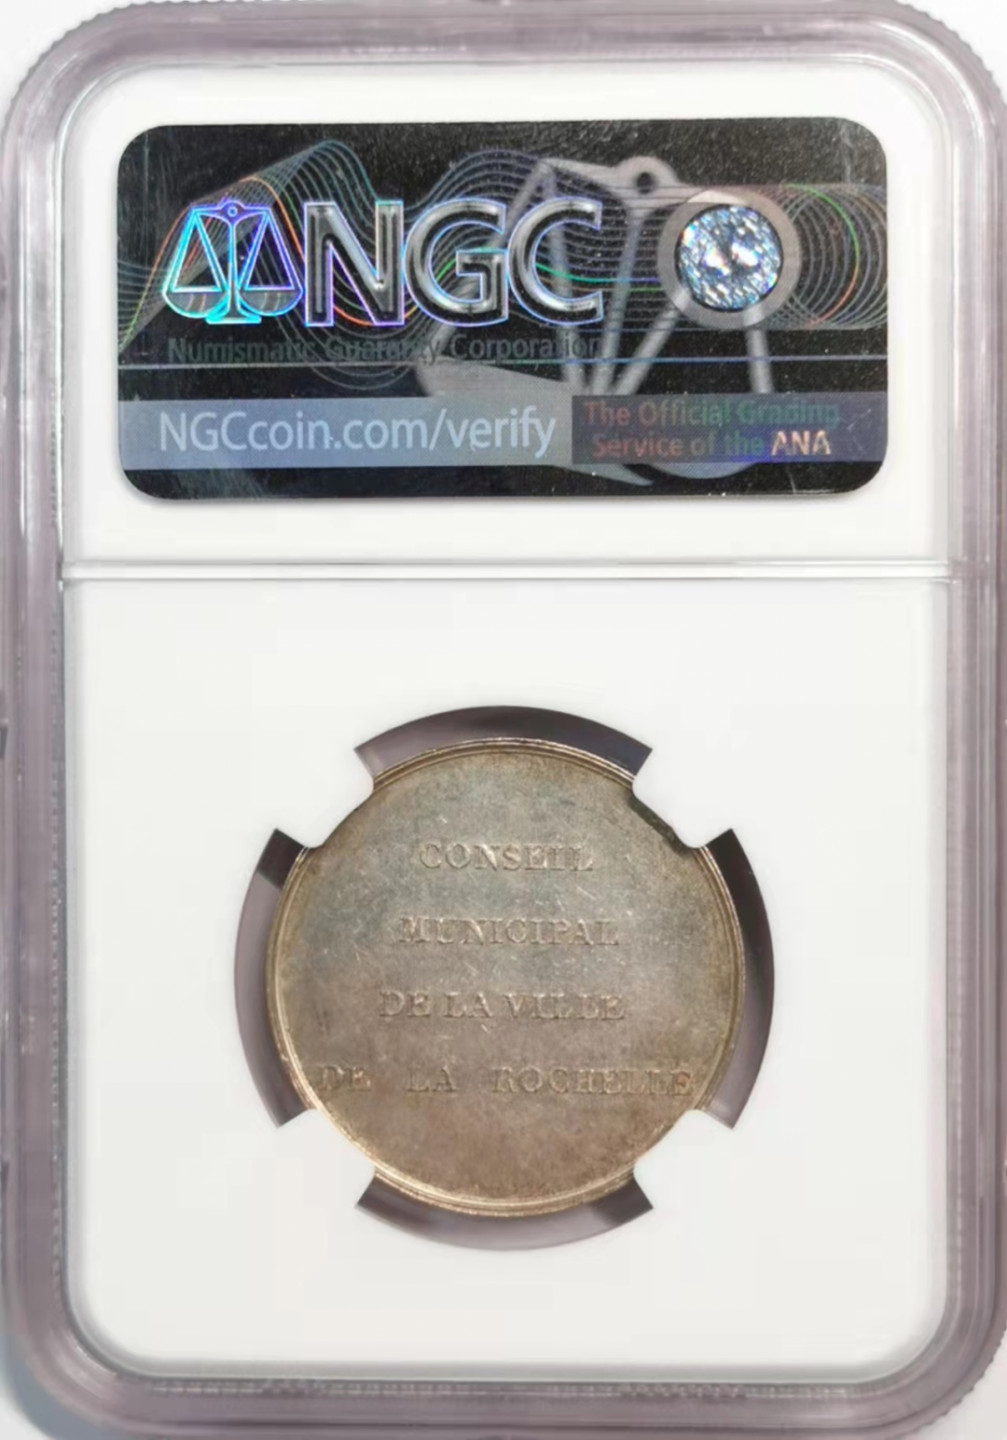 NGC
Numismatic Guaranty Corporation
NGCcoin.com/verify
The Official Grading
Service of the ANA
CONSEIL
MUNICIPAL
DE LA VILLE
DE LA ROCHELLE